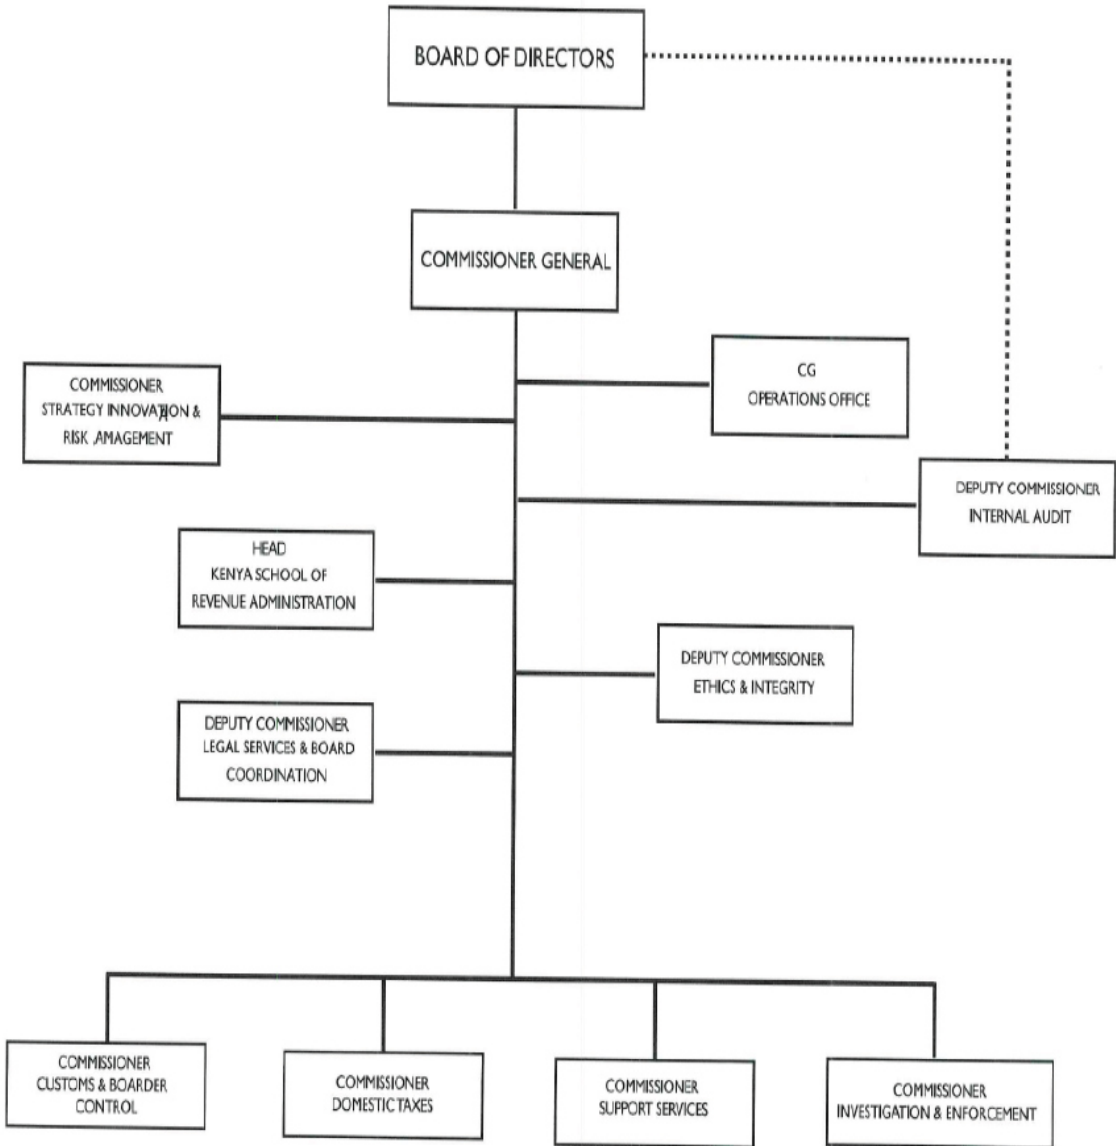 BOARD OF DIRECTORS
COMMISSIONER GENERAL
CG
OPERATIONS OFFICE
COMMISSIONER
STRATEGY INNOVATION &
RISK ,AMAGEMENT
DEPUTY COMMISSIONER
INTERNAL AUDIT
HEAD
KENYA SCHOOL OF
REVENUE ADMINISTRATION
DEPUTY COMMISSIONER
ETHICS & INTEGRITY
DEPUTY COMMISSIONER
LEGAL SERVICES & BOARD
COORDINATION
COMMISSIONER
CUSTOMS & BOARDER
CONTROL
COMMISSIONER
DOMESTIC TAXES
COMMISSIONER
SUPPORT SERVICES
COMMISSIONER
INVESTIGATION & ENFORCEMENT